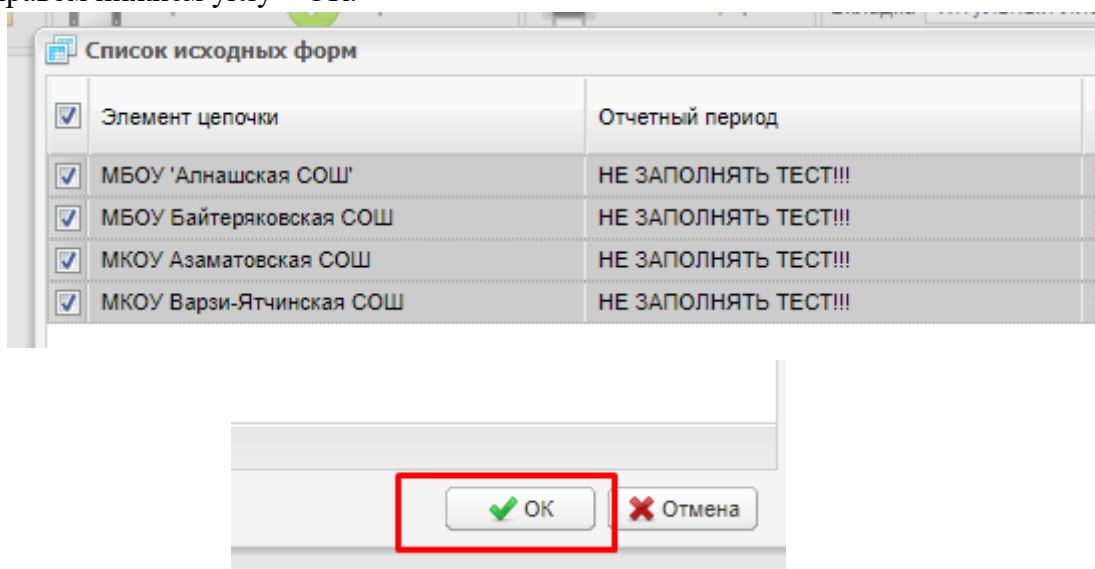 Список исходных форм
Элемент цепочки Отчетный период
МБОУ 'Алнашская СОШ' НЕ ЗАПОЛНЯТЬ ТЕСТ!!!
МБОУ Байтеряковская СОШ НЕ ЗАПОЛНЯТЬ ТЕСТ!!!
МКОУ Азаматовская СОШ НЕ ЗАПОЛНЯТЬ ТЕСТ!!!
МКОУ Варзи-Ятчинская СОШ НЕ ЗАПОЛНЯТЬ ТЕСТ!!!
ОК Отмена